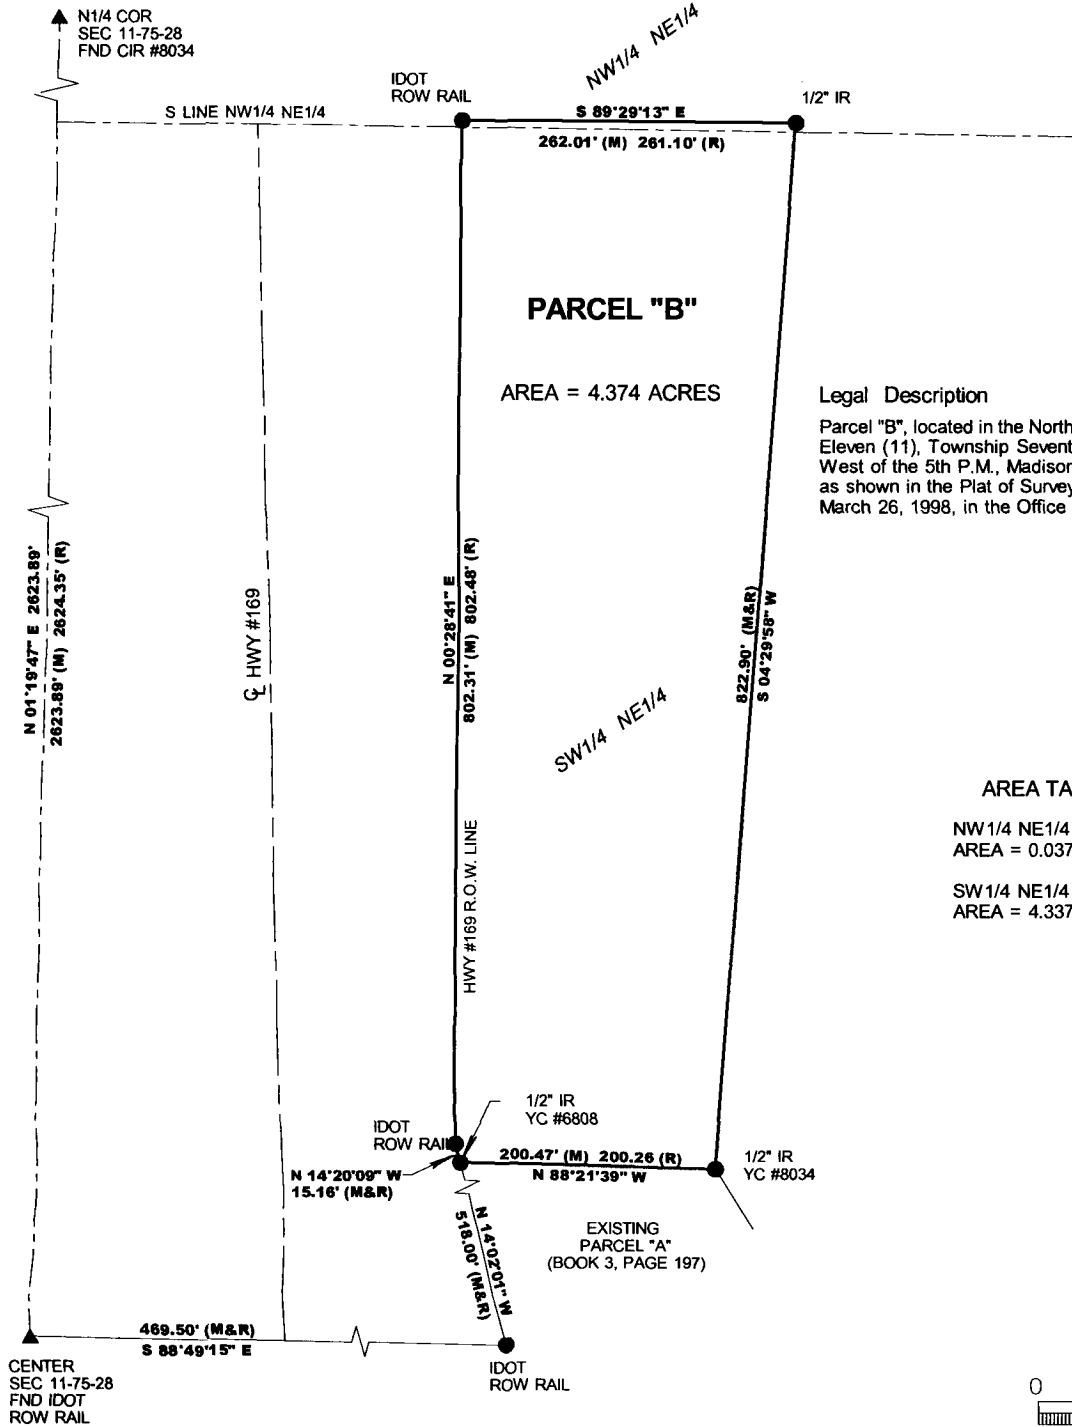 N1/4 COR
SEC 11-75-28
FND CIR #8034
NW1/4 NE1/4
IDOT
ROW RAIL
1/2" IR
S LINE NW1/4 NE1/4
S 89°29'13" E
262.01' (M) 261.10' (R)
PARCEL "B"
AREA = 4.374 ACRES
Legal Description
Parcel "B", located in the North
Eleven (11), Township Sevent
West of the 5th P.M., Madison
as shown in the Plat of Survey
March 26, 1998, in the Office
N 01°19'47" E 2623.89'
2623.89' (M) 2624.35' (R)
HWY #169
N 00°28'41" E
802.31' (M) 802.48' (R)
822.90' (M&R)
S 04°29'58" W
SW1/4 NE1/4
AREA TA
NW1/4 NE1/4
AREA = 0.037
SW1/4 NE1/4
AREA = 4.337
HWY #169 R.O.W. LINE
1/2" IR
YC #6808
IDOT
ROW RAIL
200.47' (M) 200.26 (R)
N 88°21'39" W
1/2" IR
YC #8034
N 14°20'09" W
15.16' (M&R)
N 14°02'01" W
518.00' (M&R)
EXISTING
PARCEL "A"
(BOOK 3, PAGE 197)
469.50' (M&R)
S 88°49'15" E
CENTER
SEC 11-75-28
FND IDOT
ROW RAIL
IDOT
ROW RAIL
0